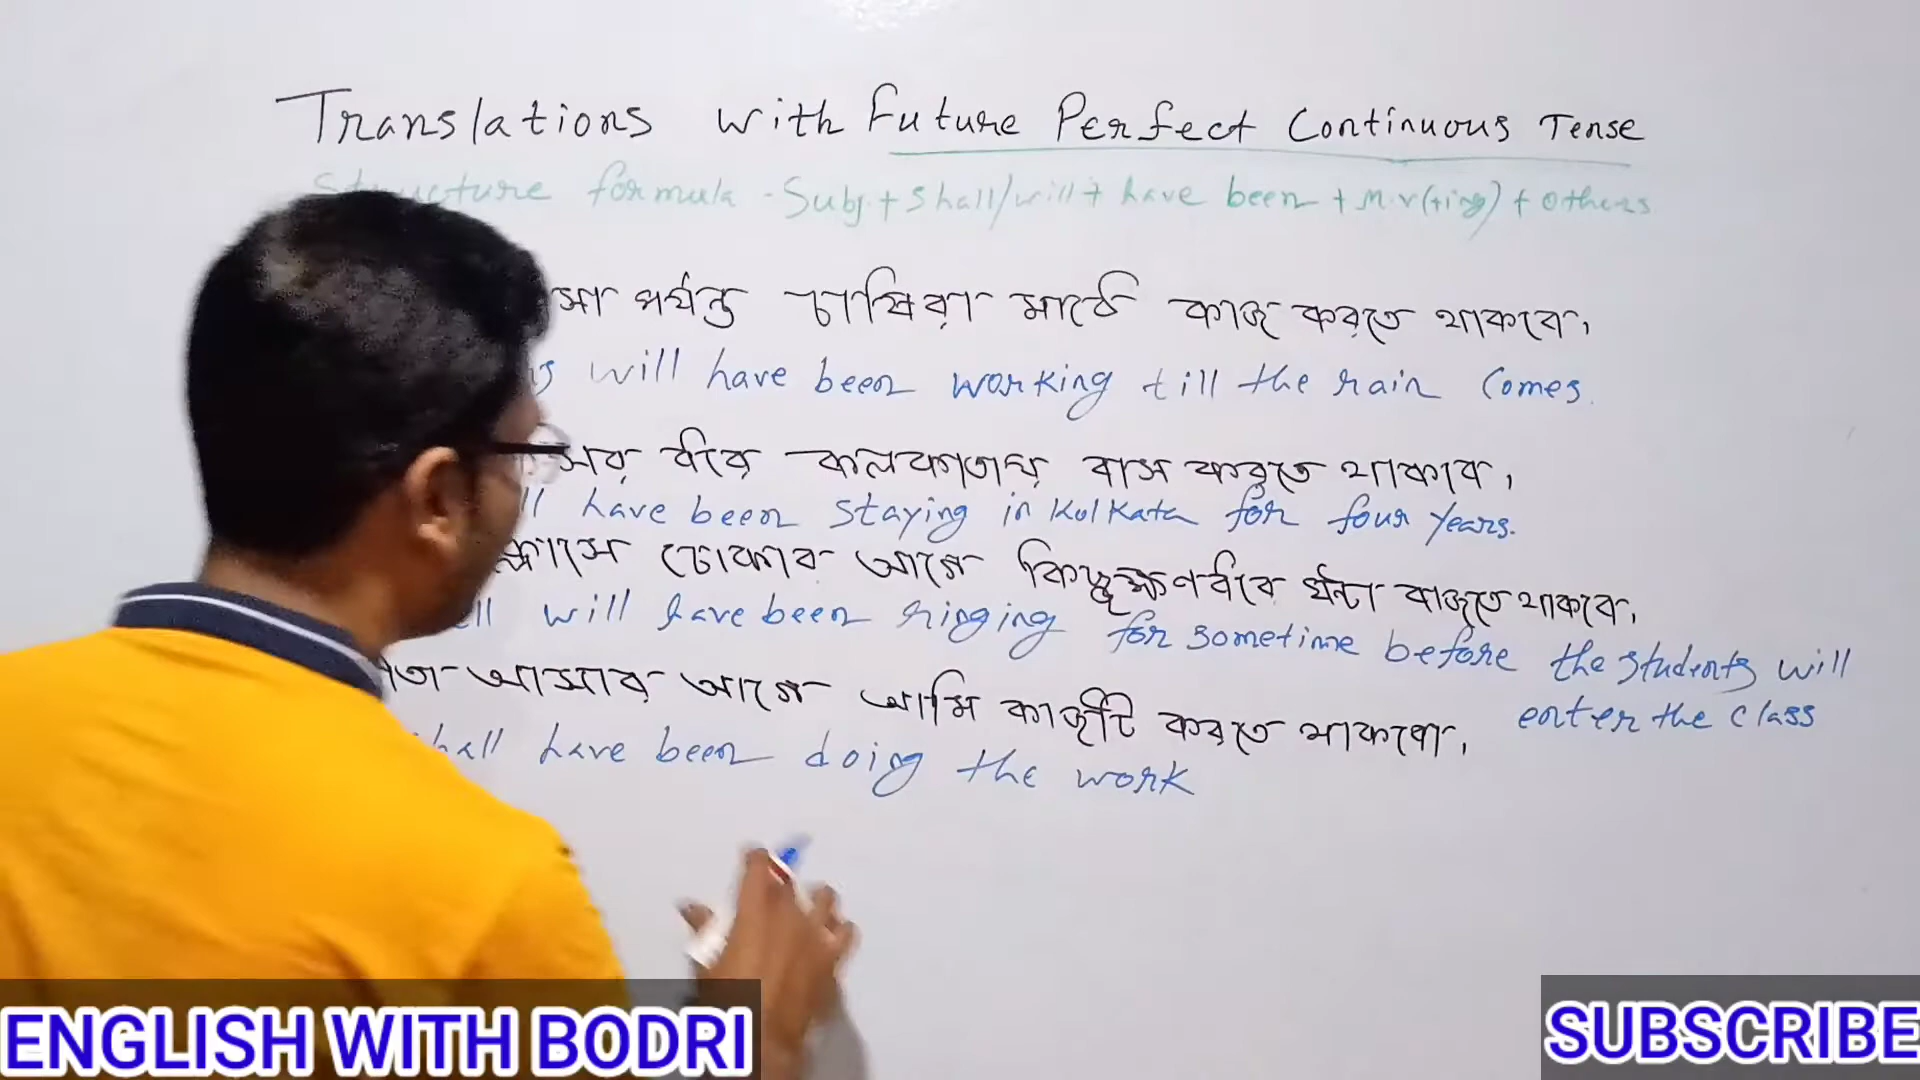 Translations with Future Perfect Continuous Tense
Structure formula - Subj + shall/will + have been + m.v(+ing) + others
পর্যন্ত চাষিরা মাঠে কাজ করতে থাকবে।
will have been working till the rain comes.
ধরে কলকাতায় বাস করতে থাকবে।
have been staying in Kolkata for four years.
ক্লাসে ঢোকার আগে কিছুক্ষণ ধরে ঘন্টা বাজতে থাকবে।
will have been ringing for sometime before the students will
enter the class
আসার আগে আমি কাজটি করতে থাকবো।
shall have been doing the work
ENGLISH WITH BODRI
SUBSCRIBE